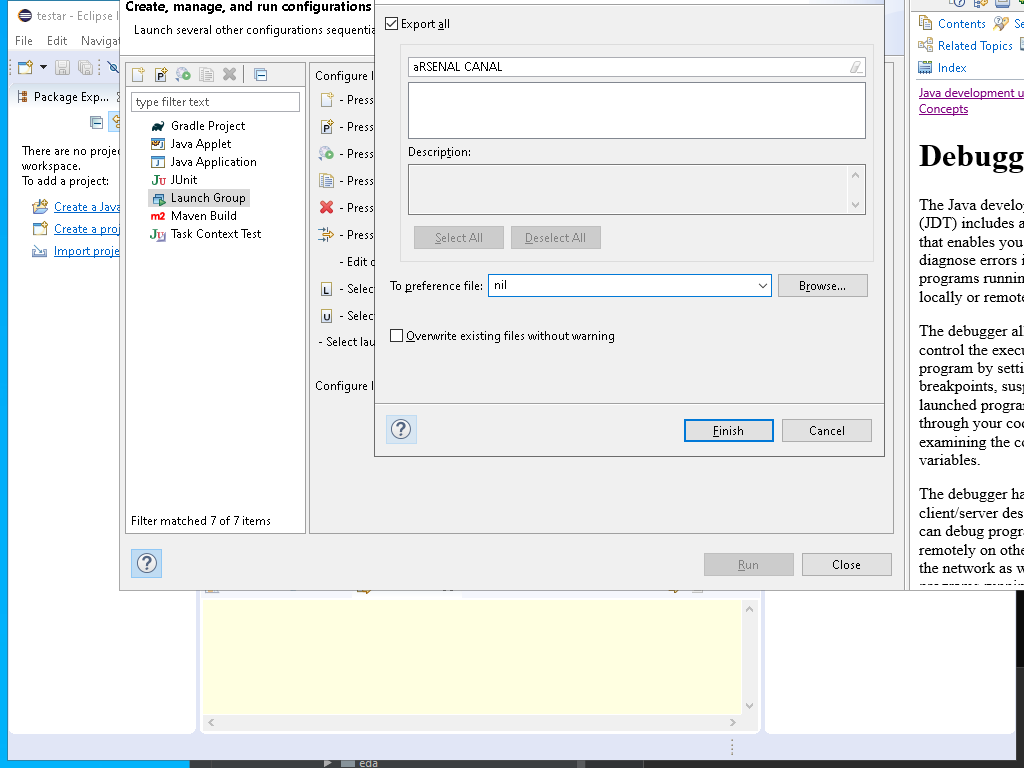 testar - Eclipse I
File Edit Naviga
Package Exp...
There are no proje
workspace.
To add a project:
Create a Java
Create a proj
Import proje
Create, manage, and run configurations
Launch several other configurations sequentia
type filter text
Gradle Project
Java Applet
Java Application
JUnit
Launch Group
Maven Build
Task Context Test
Filter matched 7 of 7 items
Configure l
- Press
- Press
- Press
- Press
- Press
- Press
- Edit c
- Selec
- Selec
- Select lau
Configure l
Run
Close
Export all
aRSENAL CANAL
Description:
Select All
Deselect All
To preference file:
nil
Browse...
Overwrite existing files without warning
Finish
Cancel
Contents
Se
Related Topics
Index
Java development u
Concepts
Debugg
The Java develop
(JDT) includes a
that enables you
diagnose errors i
programs runnin
locally or remote
The debugger all
control the execu
program by setti
breakpoints, susp
launched progran
through your coc
examining the co
variables.
The debugger ha
client/server des
can debug progra
remotely on othe
the network as w
eda